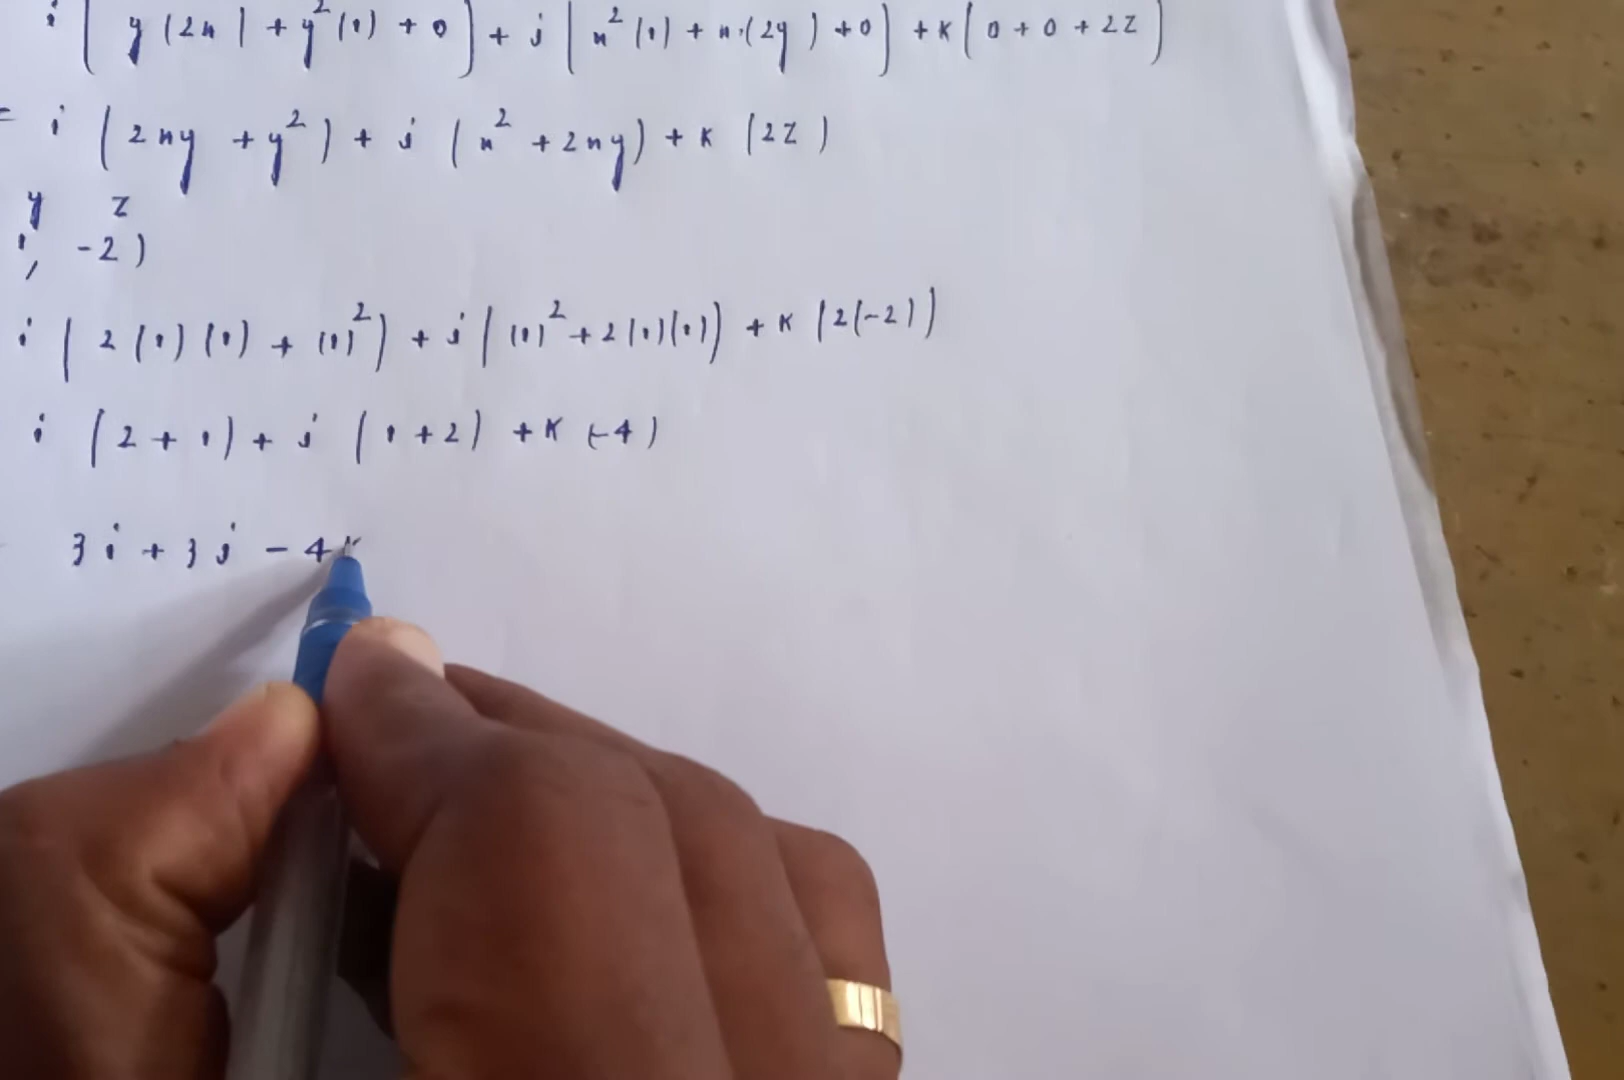 i [ y (2x) + y²(1) + 0 ] + j [ x²(1) + x·(2y) + 0 ] + k [ 0 + 0 + 2z ]
= i (2xy + y²) + j (x² + 2xy) + k (2z)
y z
1, -2)
i ( 2(1)(1) + (1)² ) + j ( (1)² + 2(1)(1) ) + k (2(-2))
i (2 + 1) + j (1 + 2) + k (-4)
3i + 3j - 4k